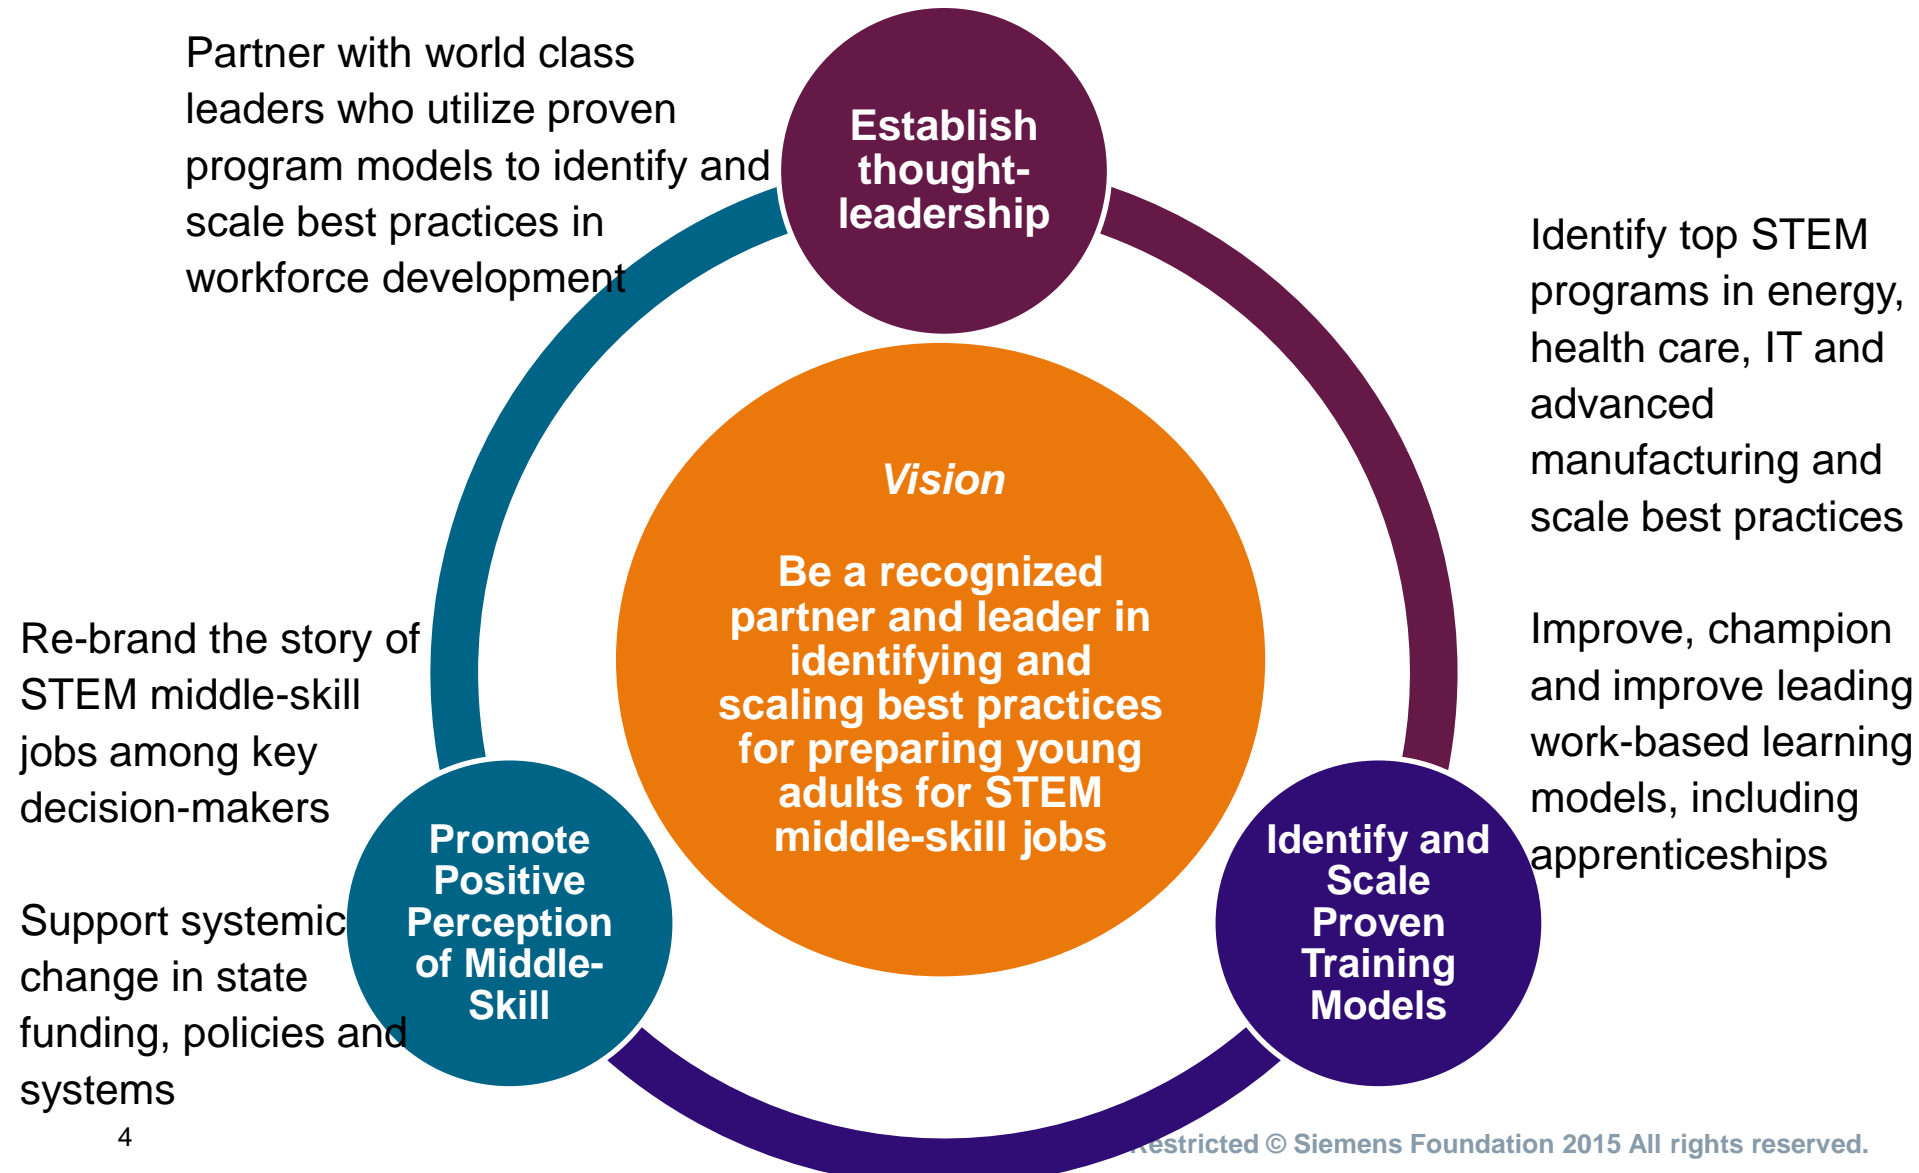 Partner with world class
leaders who utilize proven
program models to identify and
scale best practices in
workforce development
Establish
thought-
leadership
Identify top STEM
programs in energy,
health care, IT and
advanced
manufacturing and
scale best practices
Improve, champion
and improve leading
work-based learning
models, including
apprenticeships
Vision
Be a recognized
partner and leader in
identifying and
scaling best practices
for preparing young
adults for STEM
middle-skill jobs
Re-brand the story of
STEM middle-skill
jobs among key
decision-makers
Support systemic
change in state
funding, policies and
systems
Promote
Positive
Perception
of Middle-
Skill
Identify and
Scale
Proven
Training
Models
4
estricted © Siemens Foundation 2015 All rights reserved.